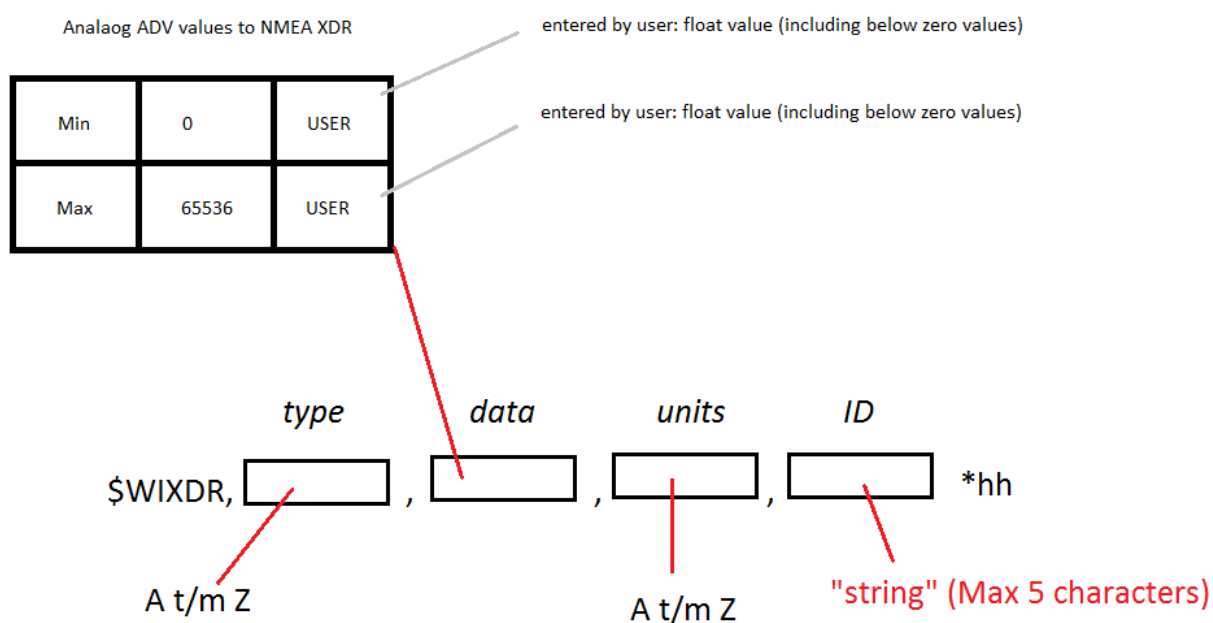 Analaog ADV values to NMEA XDR
entered by user: float value (including below zero values)
Min 0 USER
entered by user: float value (including below zero values)
Max 65536 USER
type data units ID
$WIXDR, , , , *hh
A t/m Z A t/m Z "string" (Max 5 characters)